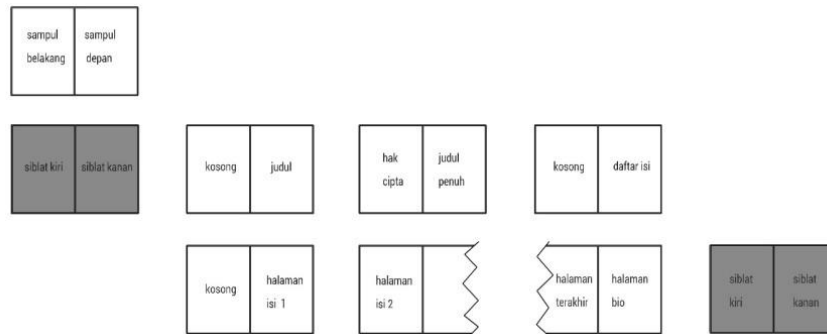 sampul
belakang
sampul
depan
siblat kiri
siblat kanan
kosong
judul
hak
cipta
judul
penuh
kosong
daftar isi
kosong
halaman
isi 1
halaman
isi 2
halaman
terakhir
halaman
bio
siblat
kiri
siblat
kanan